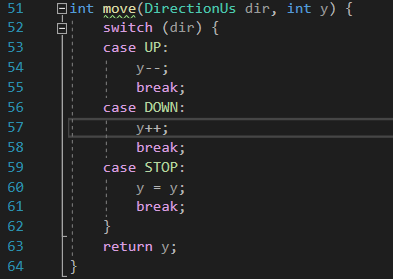 51 int move(DirectionUs dir, int y) {
52     switch (dir) {
53     case UP:
54         y--;
55         break;
56     case DOWN:
57         y++;
58         break;
59     case STOP:
60         y = y;
61         break;
62     }
63     return y;
64 }